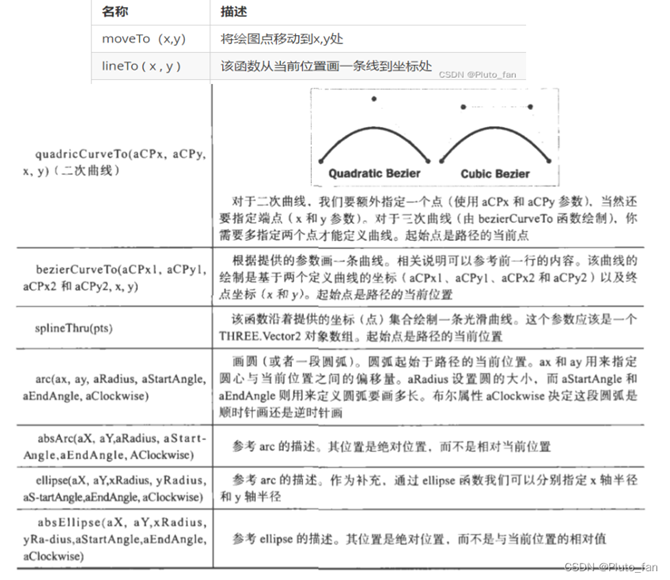 名称 描述
moveTo (x,y) 将绘图点移动到x,y处
lineTo ( x , y ) 该函数从当前位置画一条线到坐标处
CSDN @Pluto_fan
quadricCurveTo(aCPx, aCPy,
x, y)(二次曲线)
Quadratic Bezier Cubic Bezier
对于二次曲线,我们要额外指定一个点(使用 aCPx 和 aCPy 参数),当然还
要指定端点(x 和 y 参数)。对于三次曲线(由 bezierCurveTo 函数绘制),你
需要多指定两个点才能定义曲线。起始点是路径的当前点
bezierCurveTo(aCPx1, aCPy1,
aCPx2 和 aCPy2, x, y)
根据提供的参数画一条曲线。相关说明可以参考前一行的内容。该曲线的
绘制是基于两个定义曲线的坐标(aCPx1、aCPy1、aCPx2 和 aCPy2)以及终
点坐标(x 和 y)。起始点是路径的当前位置
splineThru(pts)
该函数沿着提供的坐标(点)集合绘制一条光滑曲线。这个参数应该是一个
THREE.Vector2 对象数组。起始点是路径的当前位置
arc(ax, ay, aRadius, aStartAngle,
aEndAngle, aClockwise)
画圆(或者一段圆弧)。圆弧起始于路径的当前位置。ax 和 ay 用来指定
圆心与当前位置之间的偏移量。aRadius 设置圆的大小,而 aStartAngle 和
aEndAngle 则用来定义圆弧要画多长。布尔属性 aClockwise 决定这段圆弧是
顺时针画还是逆时针画
absArc(aX, aY,aRadius, aStart-
Angle,aEndAngle, AClockwise)
参考 arc 的描述。其位置是绝对位置,而不是相对当前位置
ellipse(aX, aY,xRadius, yRadius,
aS-tartAngle,aEndAngle, aClockwise)
参考 arc 的描述。作为补充,通过 ellipse 函数我们可以分别指定 x 轴半径
和 y 轴半径
absEllipse(aX, aY,xRadius,
yRa-dius,aStartAngle,aEndAngle,
aClockwise)
参考 ellipse 的描述。其位置是绝对位置,而不是与当前位置的相对值
CSDN @Pluto_fan